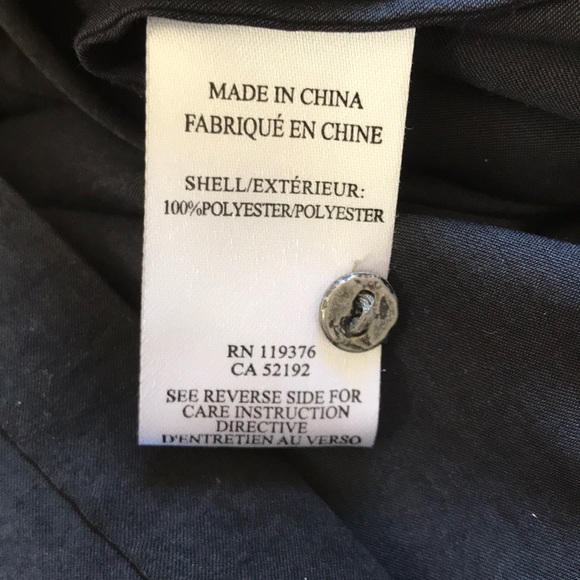 MADE IN CHINA
FABRIQUÉ EN CHINE
SHELL/EXTÉRIEUR:
100%POLYESTER/POLYESTER
RN 119376
CA 52192
SEE REVERSE SIDE FOR
CARE INSTRUCTION
DIRECTIVE
D'ENTRETIEN AU VERSO